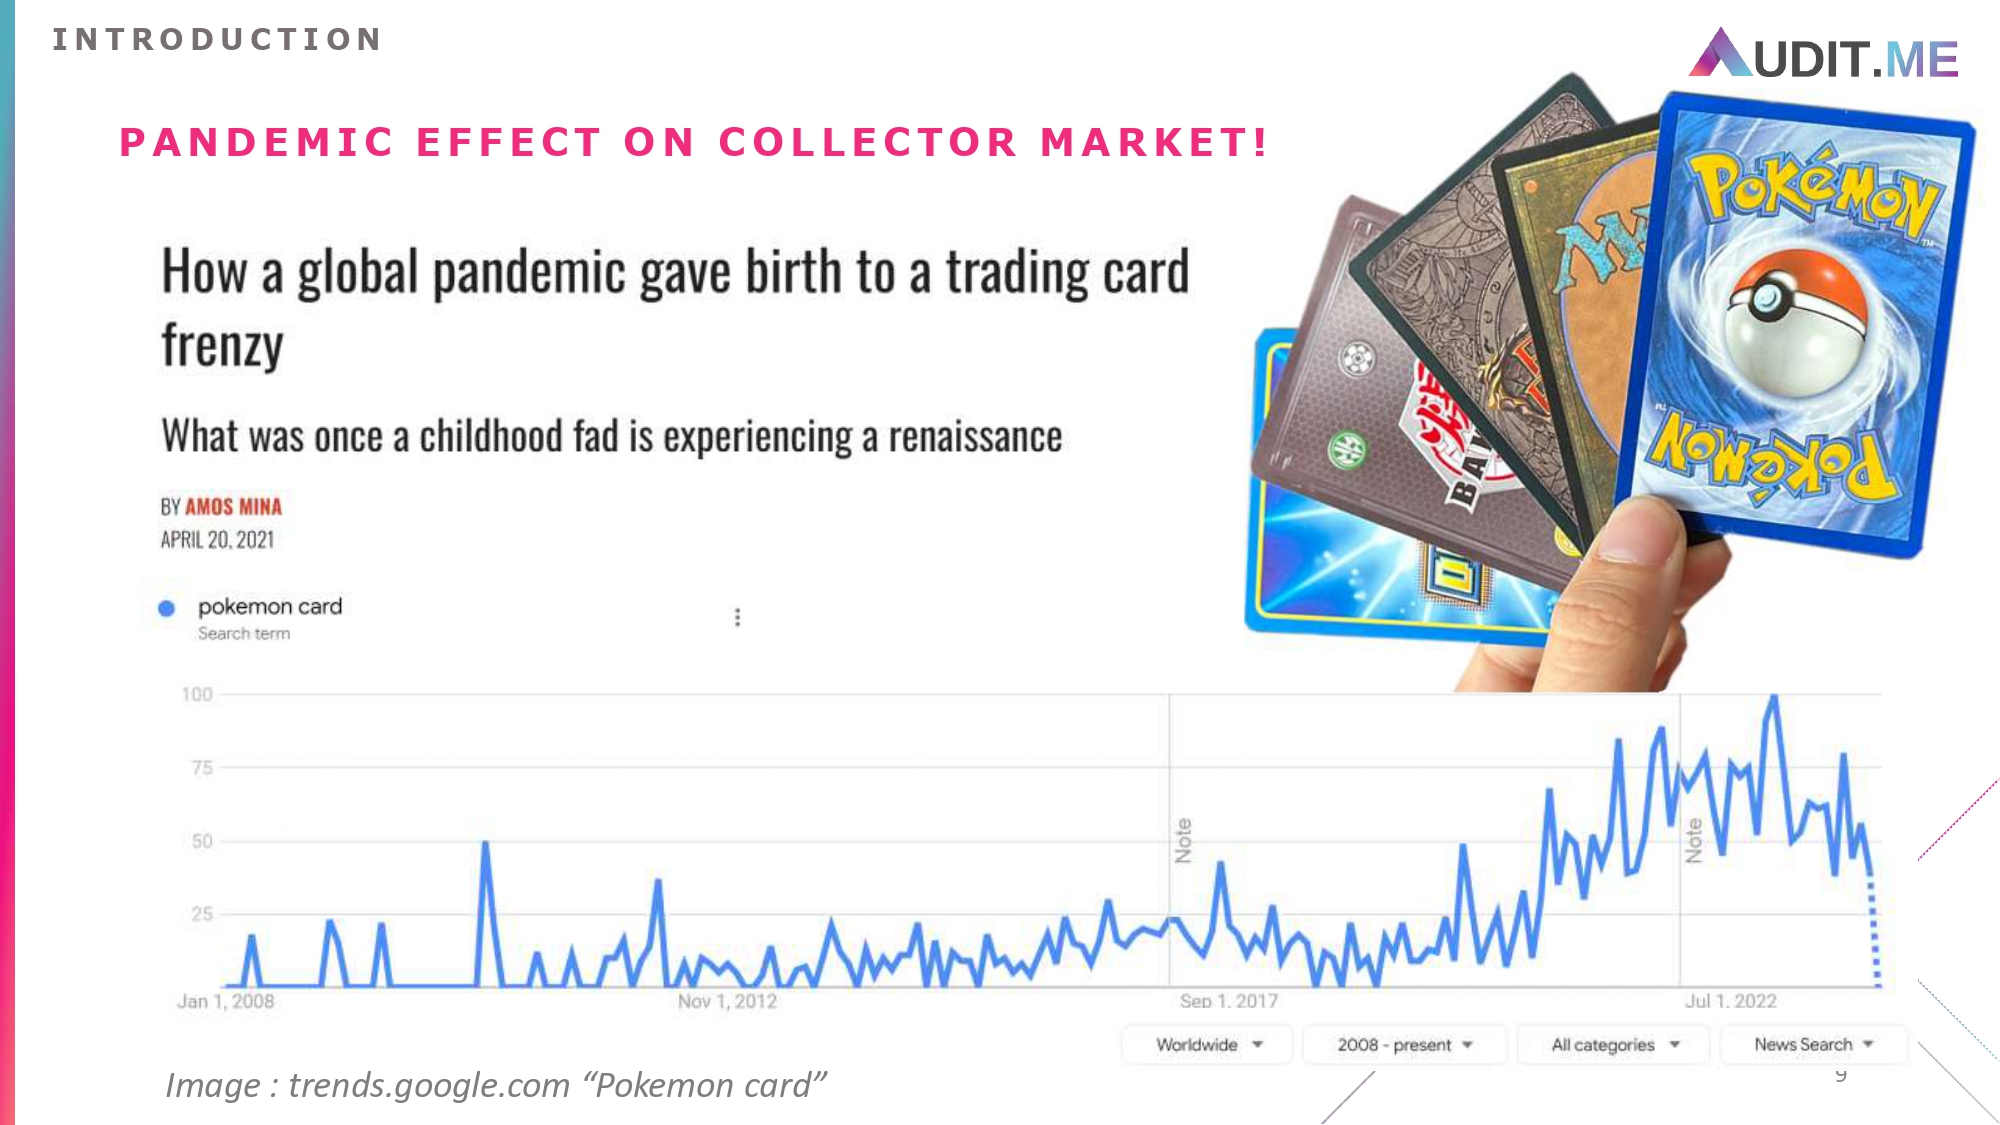 INTRODUCTION
AUDIT.ME
PANDEMIC EFFECT ON COLLECTOR MARKET!
How a global pandemic gave birth to a trading card
frenzy
What was once a childhood fad is experiencing a renaissance
BY AMOS MINA
APRIL 20, 2021
POKéMON
POKéMON
BA
pokemon card
Search term
100
75
50
25
Note
Note
Jan 1, 2008
Nov 1, 2012
Sep 1, 2017
Jul 1, 2022
Worldwide
2008 - present
All categories
News Search
Image : trends.google.com “Pokemon card”
9